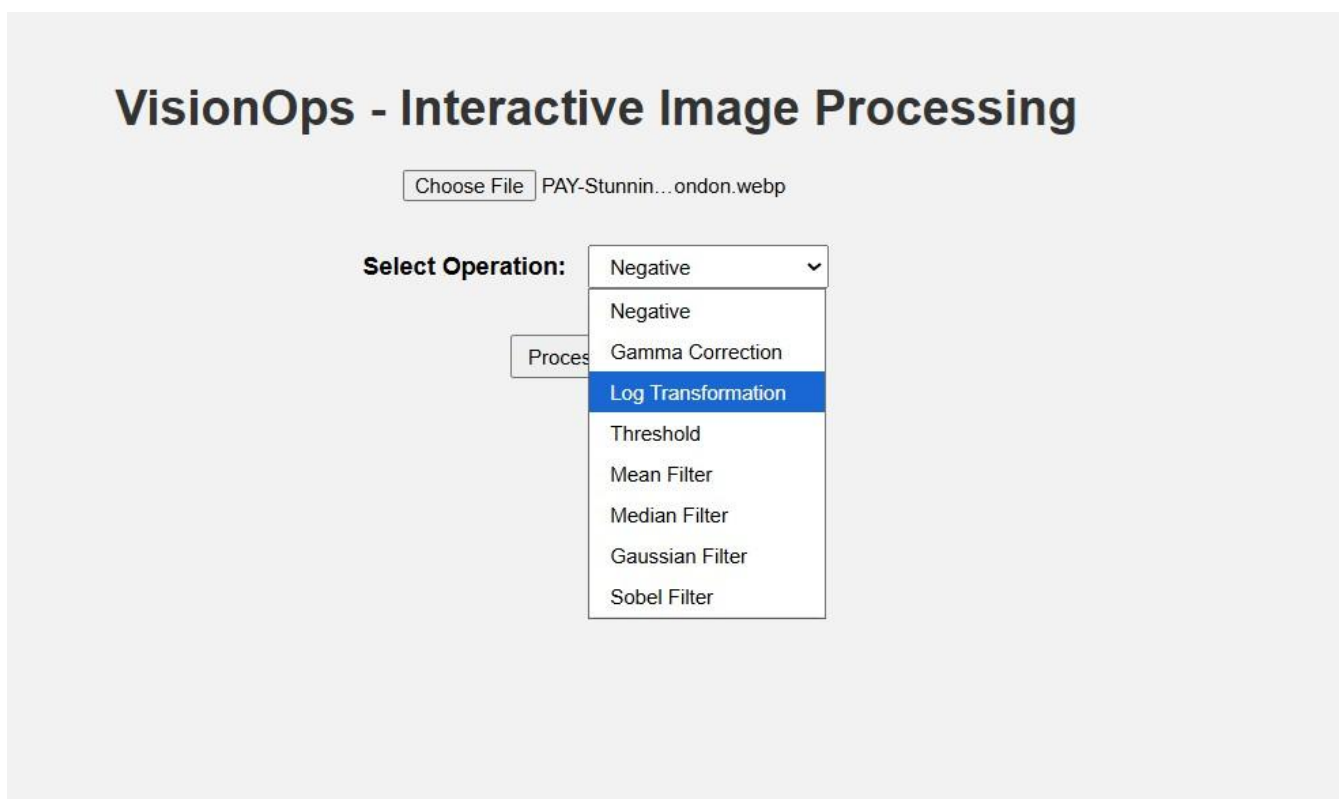 VisionOps - Interactive Image Processing
Choose File PAY-Stunnin...ondon.webp
Select Operation: Negative
Negative
Proces
Gamma Correction
Log Transformation
Threshold
Mean Filter
Median Filter
Gaussian Filter
Sobel Filter